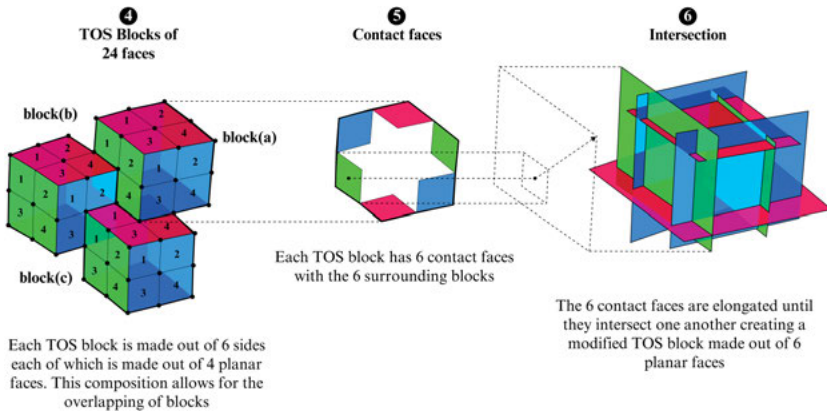 4
TOS Blocks of
24 faces
block(b)
block(a)
1 2 3 4
1 2 3 4
1 2 3 4
1 2 3 4
1 2 3 4
1 2 3 4
1 2 3 4
1 2 3 4
1 2 3 4
block(c)
Each TOS block is made out of 6 sides
each of which is made out of 4 planar
faces. This composition allows for the
overlapping of blocks
5
Contact faces
Each TOS block has 6 contact faces
with the 6 surrounding blocks
6
Intersection
The 6 contact faces are elongated until
they intersect one another creating a
modified TOS block made out of 6
planar faces